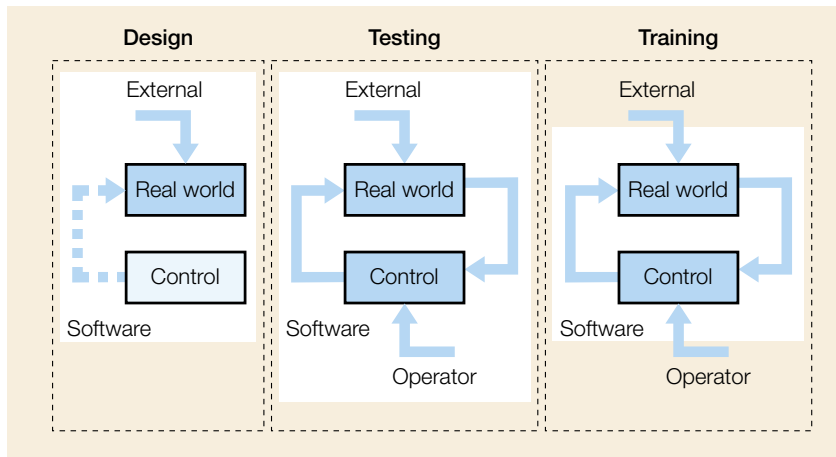 Design
External
Real world
Control
Software
Testing
External
Real world
Control
Software
Operator
Training
External
Real world
Control
Software
Operator